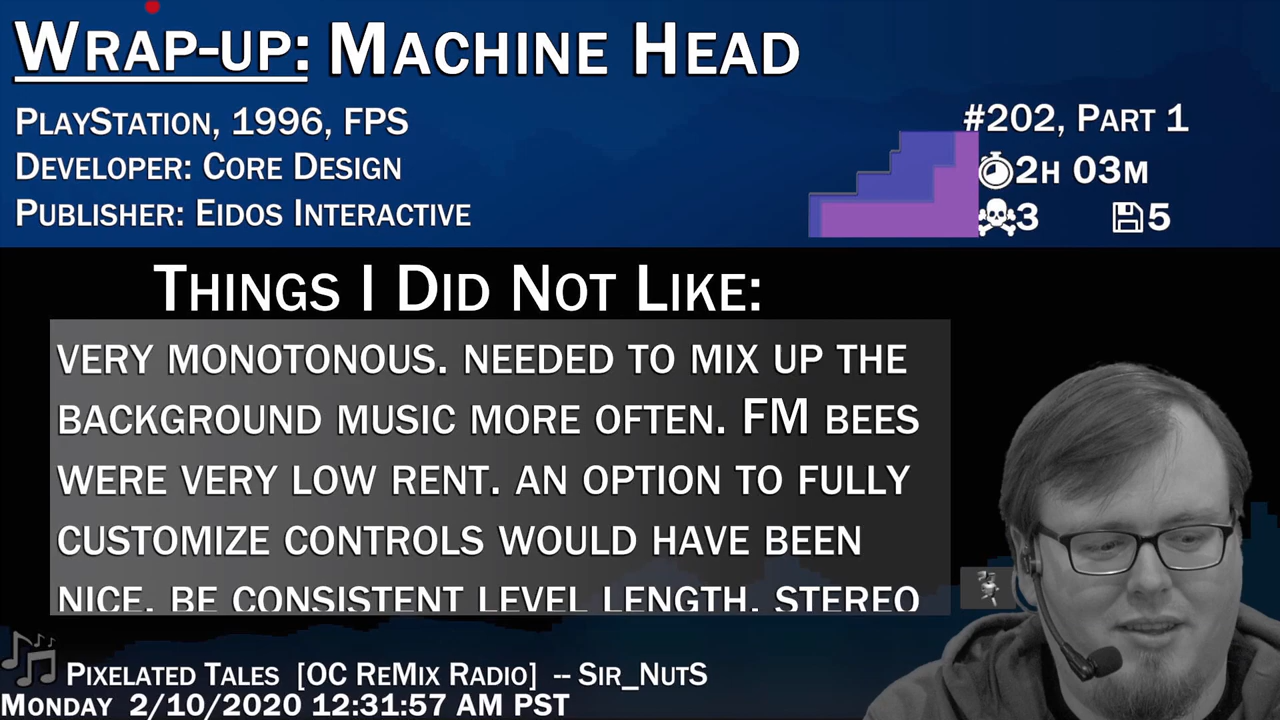 WRAP-UP: MACHINE HEAD
PLAYSTATION, 1996, FPS
DEVELOPER: CORE DESIGN
PUBLISHER: EIDOS INTERACTIVE
#202, PART 1
2H 03M
3 5
THINGS I DID NOT LIKE:
VERY MONOTONOUS. NEEDED TO MIX UP THE
BACKGROUND MUSIC MORE OFTEN. FM BEES
WERE VERY LOW RENT. AN OPTION TO FULLY
CUSTOMIZE CONTROLS WOULD HAVE BEEN
NICE. BE CONSISTENT LEVEL LENGTH. STEREO
PIXELATED TALES [OC REMIX RADIO] -- SIR_NUTS
MONDAY 2/10/2020 12:31:57 AM PST